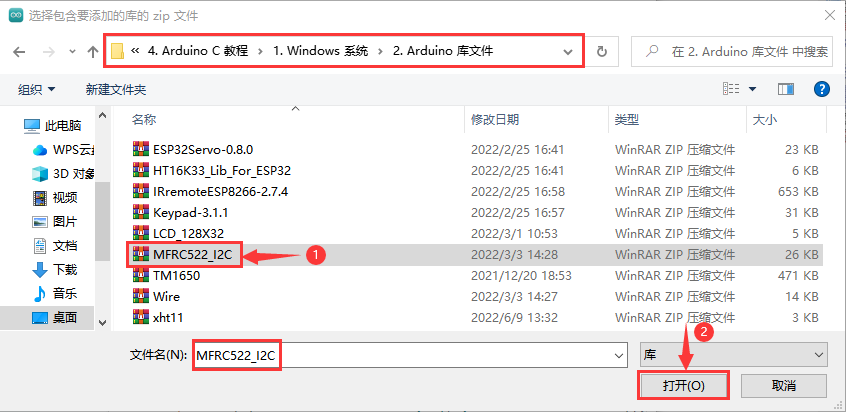 选择包含要添加的库的 zip 文件
« 4. Arduino C 教程 > 1. Windows 系统 > 2. Arduino 库文件
在 2. Arduino 库文件 中搜索
组织 新建文件夹
名称 修改日期 类型 大小
此电脑
WPS云盘
3D 对象
视频
图片
文档
下载
音乐
桌面
ESP32Servo-0.8.0 2022/2/25 16:41 WinRAR ZIP 压缩文件 23 KB
HT16K33_Lib_For_ESP32 2022/2/25 16:41 WinRAR ZIP 压缩文件 6 KB
IRremoteESP8266-2.7.4 2022/2/25 16:58 WinRAR ZIP 压缩文件 653 KB
Keypad-3.1.1 2022/2/25 16:57 WinRAR ZIP 压缩文件 31 KB
LCD_128X32 2022/3/1 10:53 WinRAR ZIP 压缩文件 5 KB
MFRC522_I2C 2022/3/3 14:28 WinRAR ZIP 压缩文件 26 KB
1
TM1650 2021/12/20 18:53 WinRAR ZIP 压缩文件 471 KB
Wire 2022/3/3 14:27 WinRAR ZIP 压缩文件 14 KB
xht11 2022/6/9 13:32 WinRAR ZIP 压缩文件 3 KB
2
文件名(N): MFRC522_I2C 库
打开(O) 取消